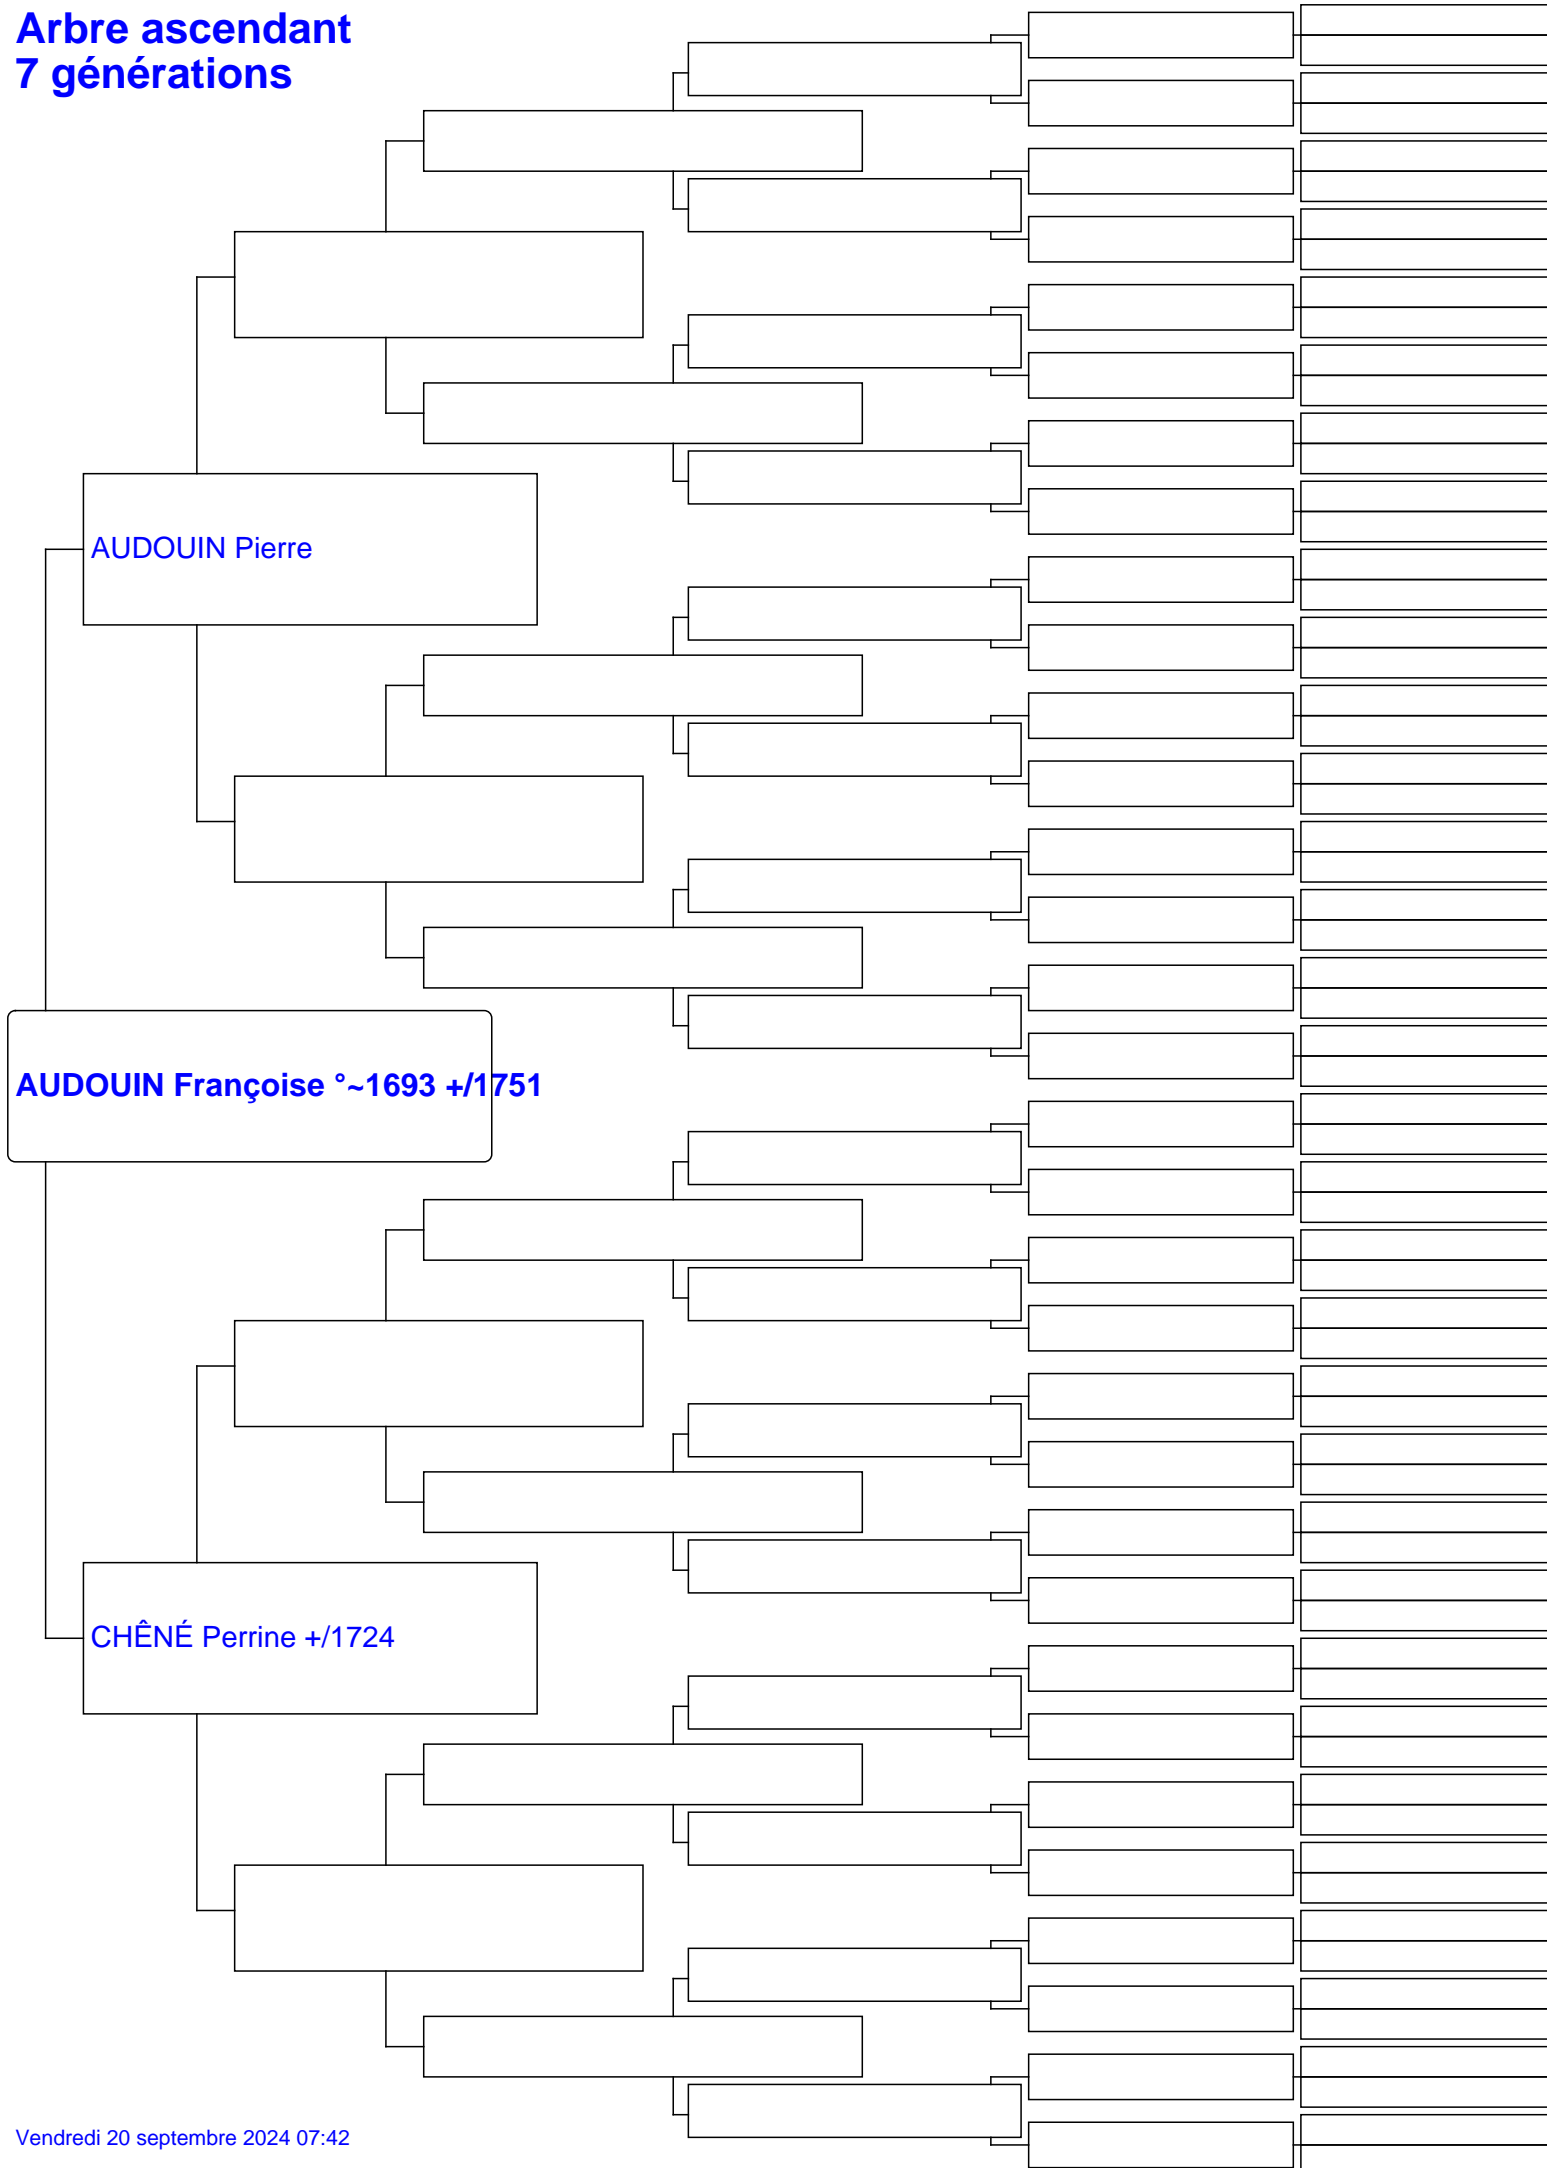 Arbre ascendant
7 générations
AUDOUIN Pierre
AUDOUIN Françoise °~1693 +/1751
CHÊNÉ Perrine +/1724
Vendredi 20 septembre 2024 07:42